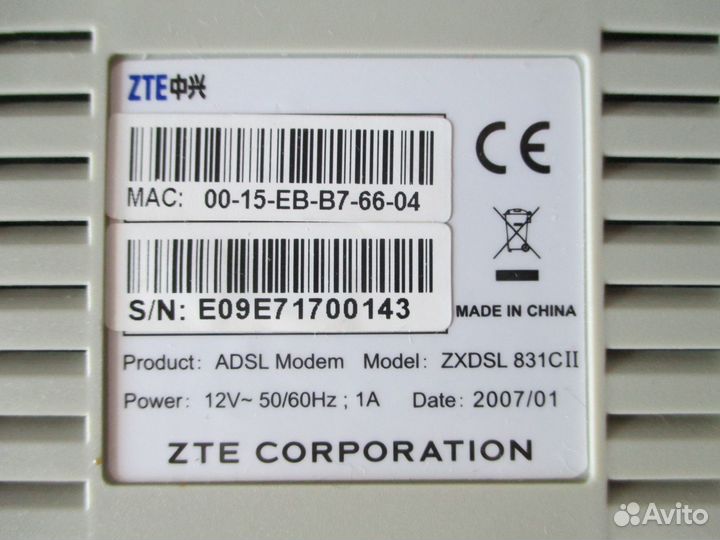 ZTE中兴
MAC: 00-15-EB-B7-66-04
S/N: E09E71700143
CE
MADE IN CHINA
Product: ADSL Modem Model: ZXDSL 831CII
Power: 12V~ 50/60Hz ; 1A Date: 2007/01
ZTE CORPORATION
Avito